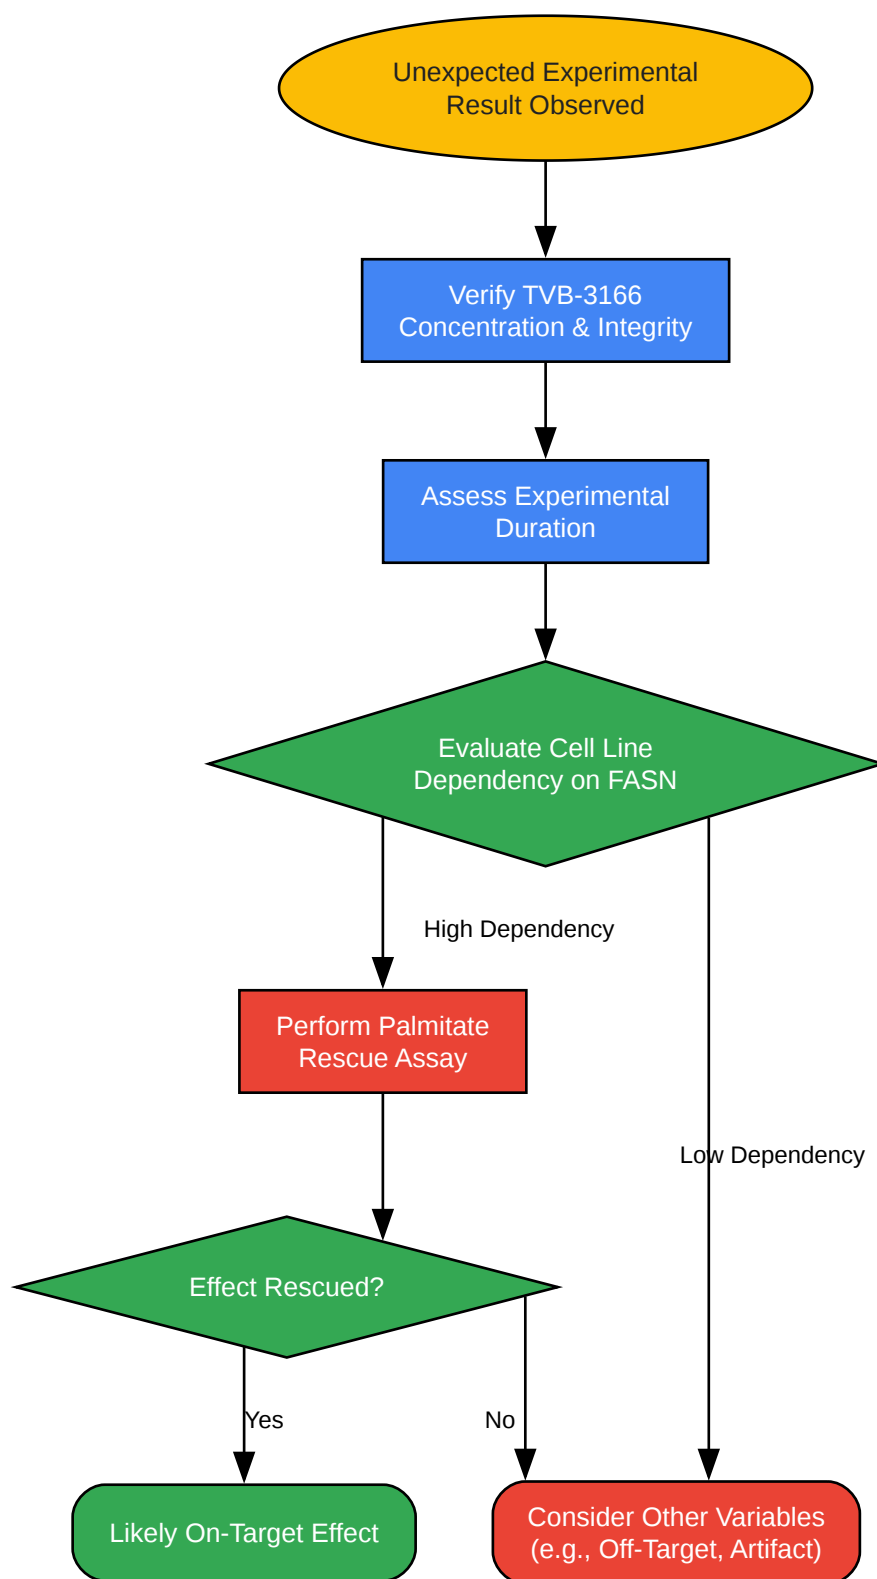 Unexpected Experimental
Result Observed
Verify TVB-3166
Concentration & Integrity
Assess Experimental
Duration
Evaluate Cell Line
Dependency on FASN
High Dependency
Perform Palmitate
Rescue Assay
Low Dependency
Effect Rescued?
Yes
No
Likely On-Target Effect
Consider Other Variables
(e.g., Off-Target, Artifact)